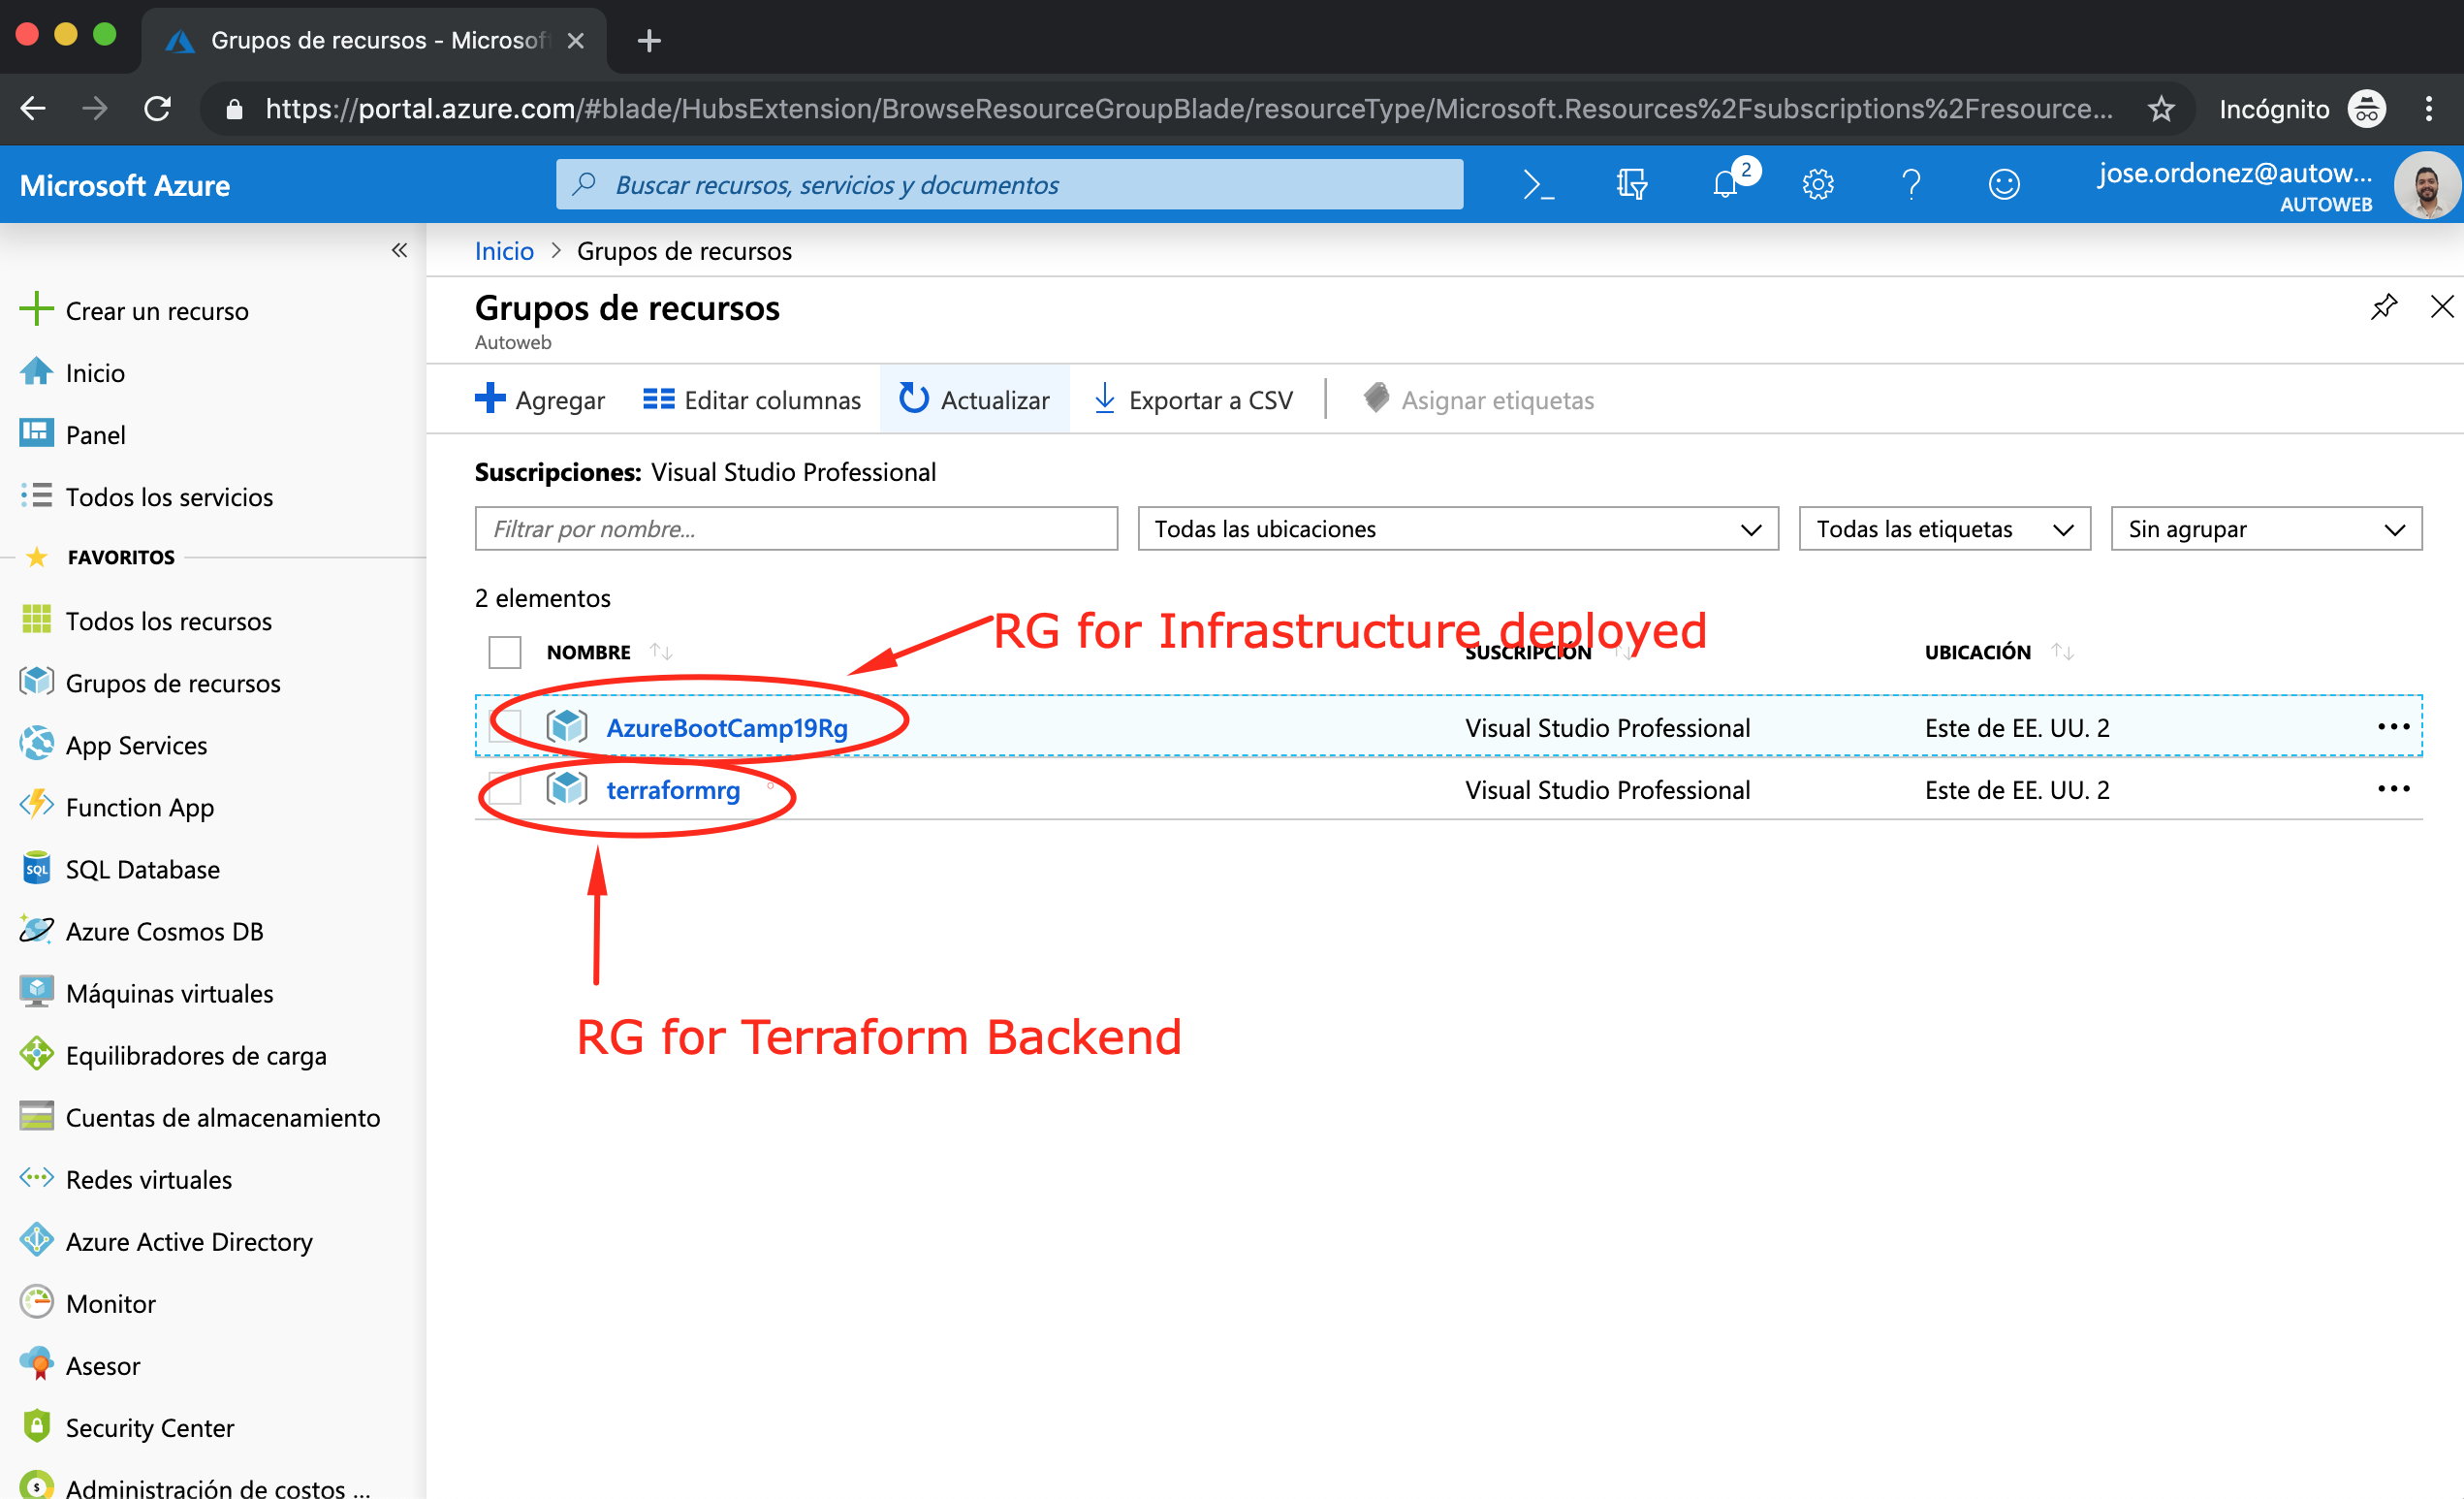 Grupos de recursos - Microsoft
https://portal.azure.com/#blade/HubsExtension/BrowseResourceGroupBlade/resourceType/Microsoft.Resources%2Fsubscriptions%2Fresource...
Incógnito
Microsoft Azure
Buscar recursos, servicios y documentos
2
jose.ordonez@autow...
AUTOWEB
Inicio > Grupos de recursos
Grupos de recursos
Autoweb
Crear un recurso
Inicio
Panel
Todos los servicios
FAVORITOS
Todos los recursos
Grupos de recursos
App Services
Function App
SQL
SQL Database
Azure Cosmos DB
Máquinas virtuales
Equilibradores de carga
Cuentas de almacenamiento
Redes virtuales
Azure Active Directory
Monitor
Asesor
Security Center
Administración de costos ...
Agregar
Editar columnas
Actualizar
Exportar a CSV
Asignar etiquetas
Suscripciones: Visual Studio Professional
Filtrar por nombre...
Todas las ubicaciones
Todas las etiquetas
Sin agrupar
2 elementos
RG for Infrastructure deployed
NOMBRE SUSCRIPCIÓN UBICACIÓN
AzureBootCamp19Rg Visual Studio Professional Este de EE. UU. 2
terraformrg Visual Studio Professional Este de EE. UU. 2
RG for Terraform Backend